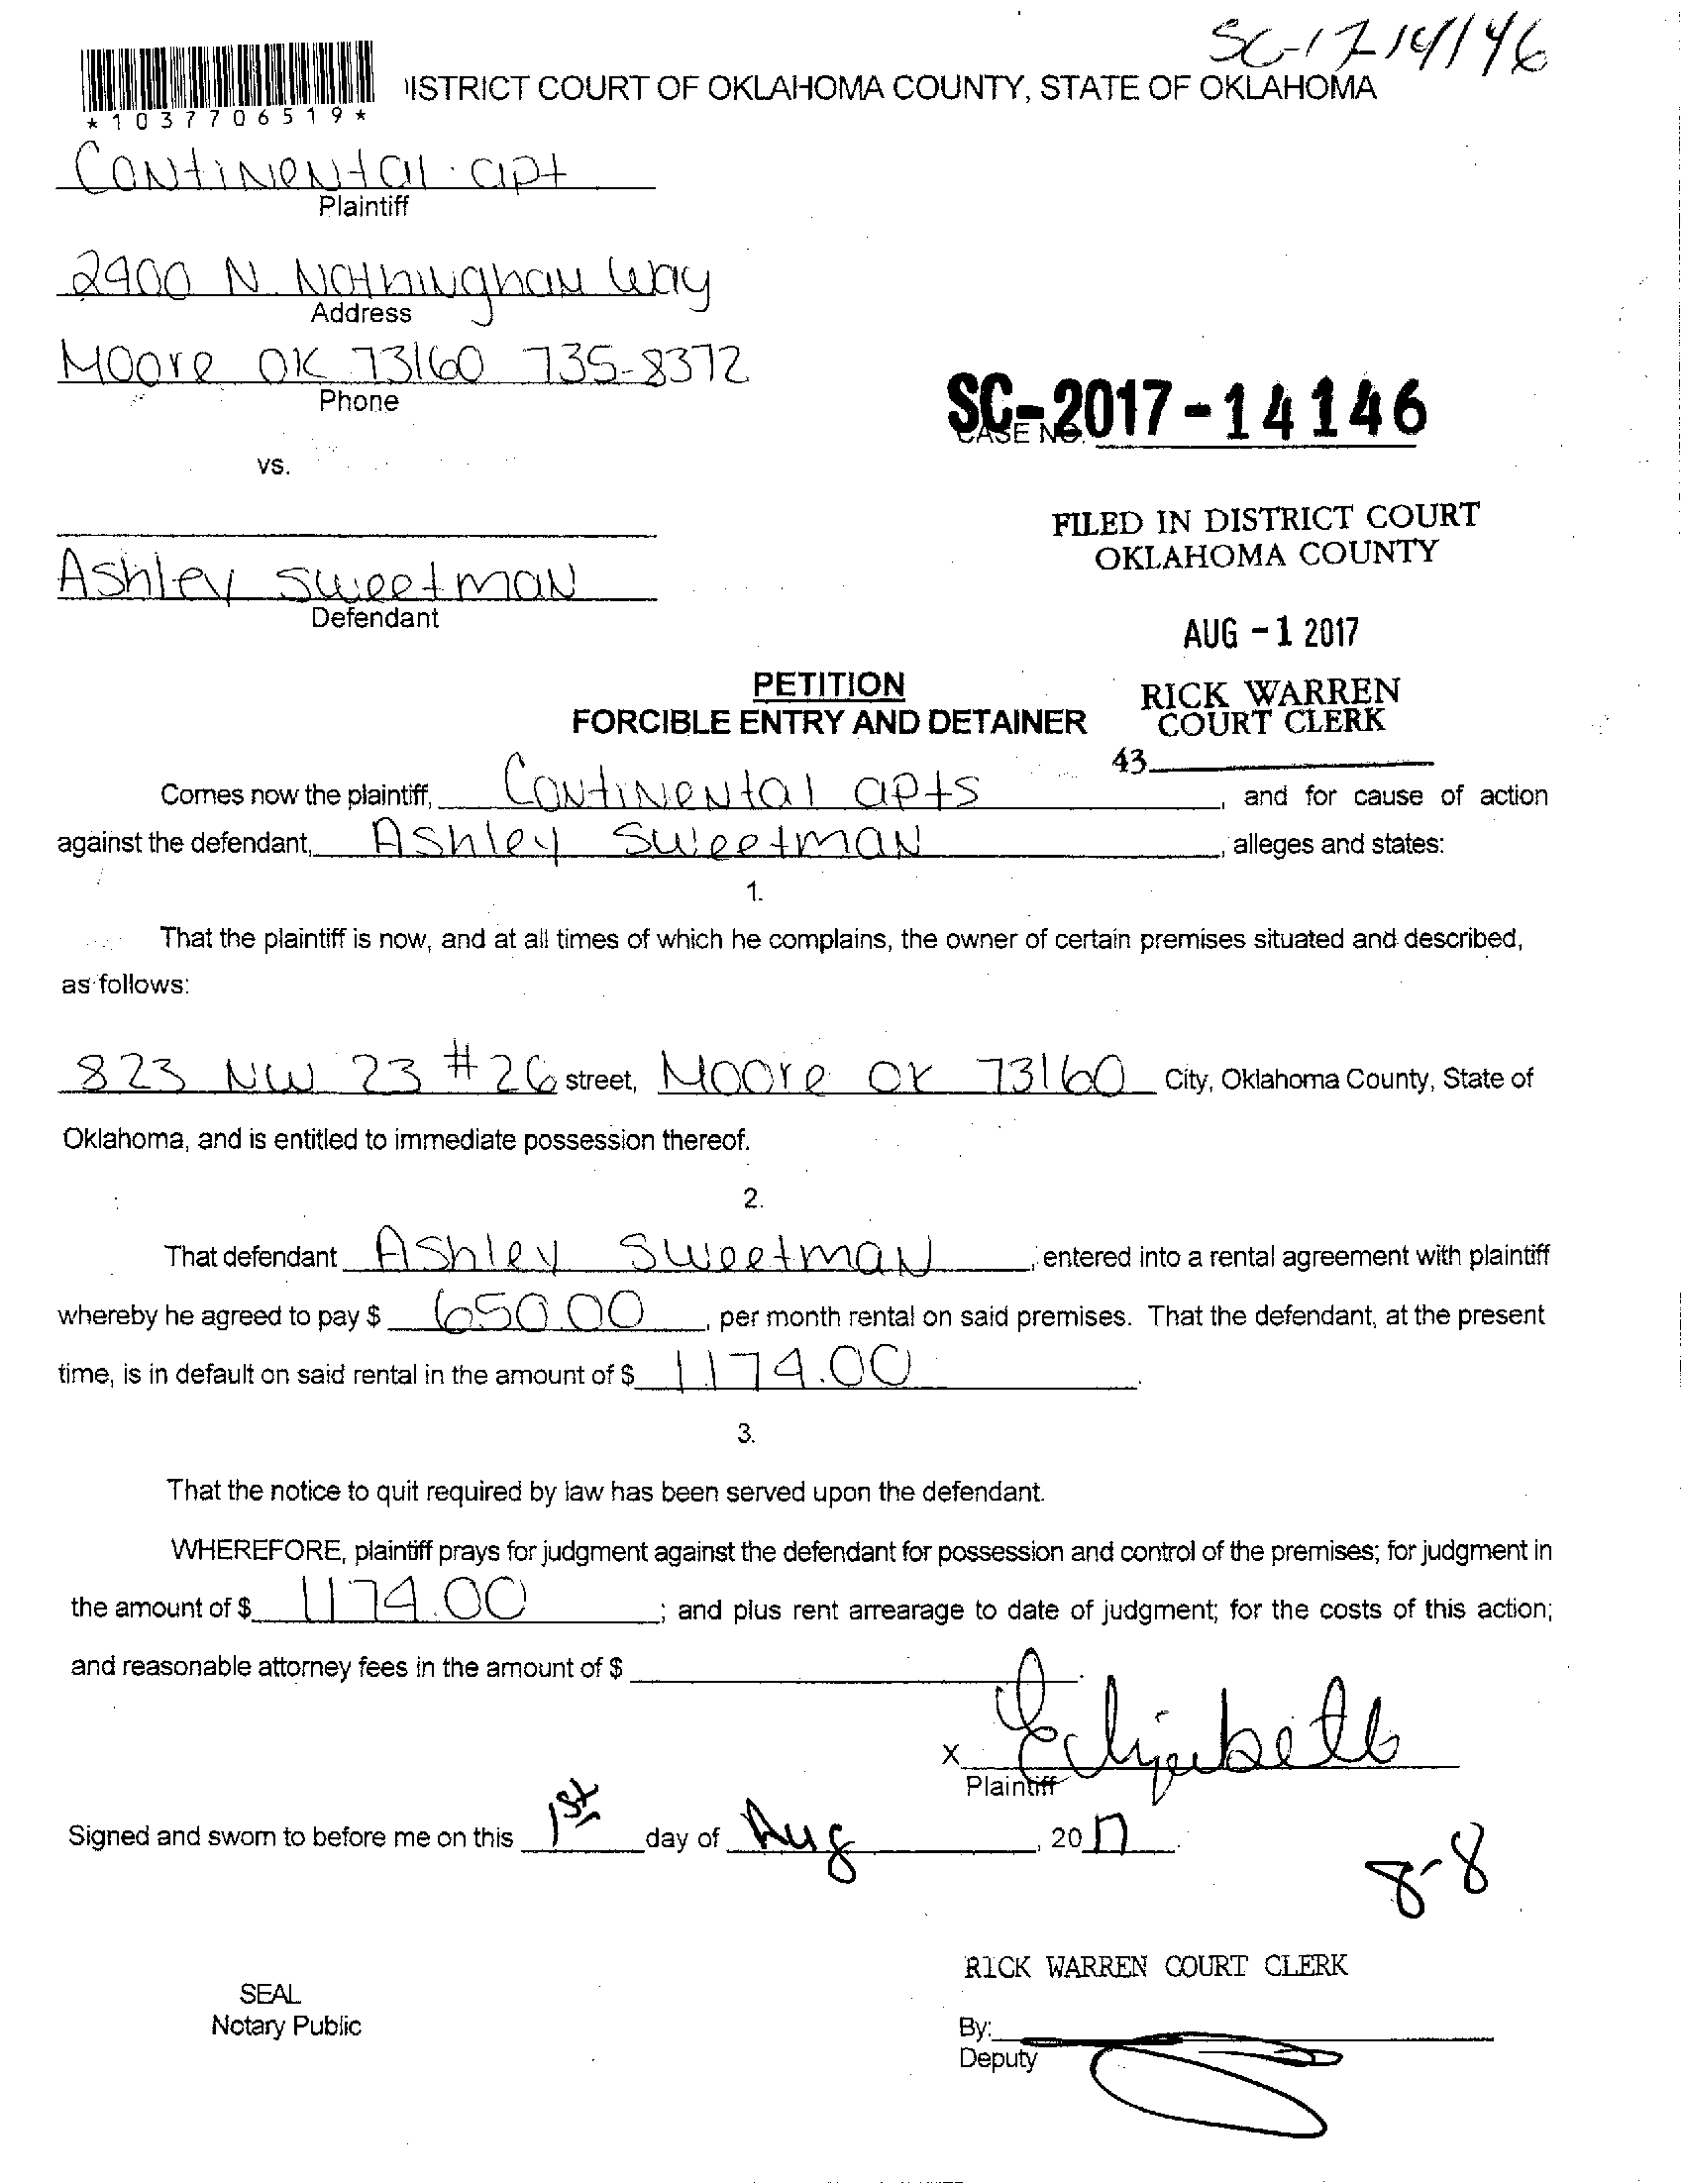 SC-17-14146
ISTRICT COURT OF OKLAHOMA COUNTY, STATE OF OKLAHOMA
*1037706519*
Continental apt
Plaintiff
2900 N. Nothingham Way
Address
Moore OK 73160 735-8372
Phone
SC-2017-14146
CASE NO.
vs.
FILED IN DISTRICT COURT
OKLAHOMA COUNTY
Ashley Sweetman
Defendant
AUG -1 2017
PETITION
FORCIBLE ENTRY AND DETAINER
RICK WARREN
COURT CLERK
43
Comes now the plaintiff, Continental apts, and for cause of action
against the defendant, Ashley Sweetman, alleges and states:
1.
That the plaintiff is now, and at all times of which he complains, the owner of certain premises situated and described,
as follows:
823 NW 23 #26 street, Moore OK 73160 City, Oklahoma County, State of
Oklahoma, and is entitled to immediate possession thereof.
2.
That defendant Ashley Sweetman, entered into a rental agreement with plaintiff
whereby he agreed to pay $ 650.00, per month rental on said premises. That the defendant, at the present
time, is in default on said rental in the amount of $ 1174.00.
3.
That the notice to quit required by law has been served upon the defendant.
WHEREFORE, plaintiff prays for judgment against the defendant for possession and control of the premises; for judgment in
the amount of $ 1174.00; and plus rent arrearage to date of judgment; for the costs of this action;
and reasonable attorney fees in the amount of $
X Elizabeth
Plaintiff
Signed and sworn to before me on this 1st day of Aug, 2017.
8-8
RICK WARREN COURT CLERK
SEAL
Notary Public
By:
Deputy